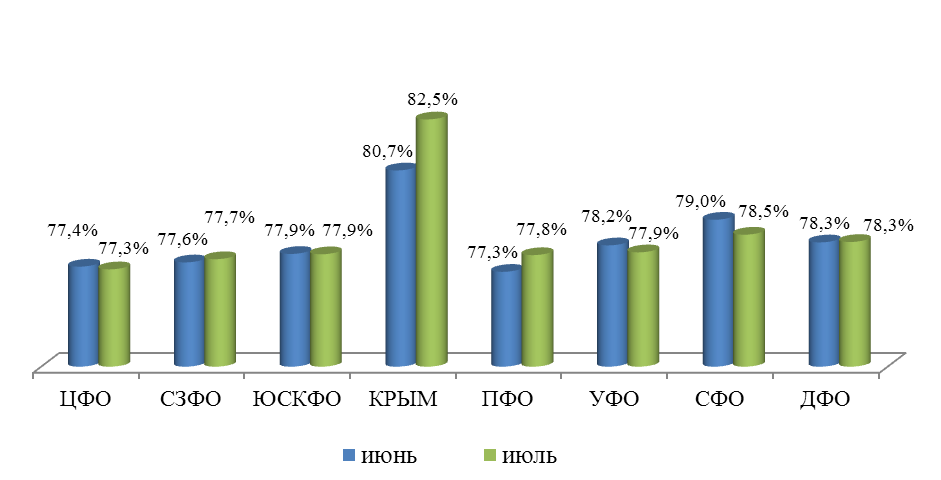 82,5%
80,7%
79,0%
77,4% 77,3% 77,6% 77,7% 77,9% 77,9% 77,3% 77,8% 78,2% 77,9% 78,5% 78,3% 78,3%
ЦФО СЗФО ЮСКФО КРЫМ ПФО УФО СФО ДФО
июнь июль